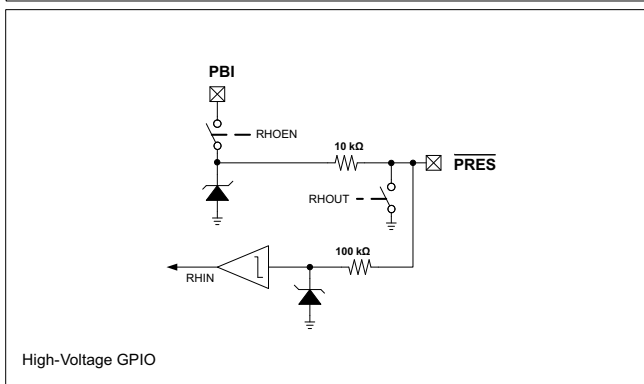 PBI
RHOEN
10 kΩ
PRES
RHOUT
100 kΩ
RHIN
High-Voltage GPIO